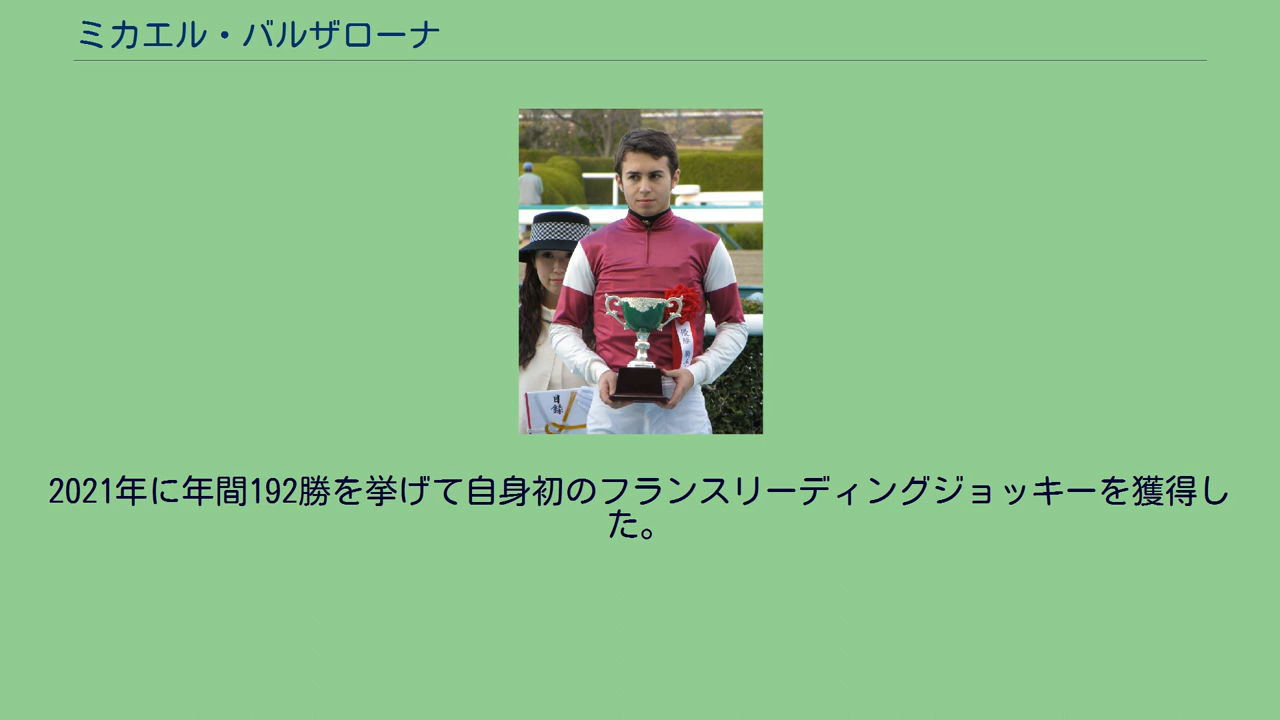 ミカエル・バルザローナ
目録
2021年に年間192勝を挙げて自身初のフランスリーディングジョッキーを獲得し
た。